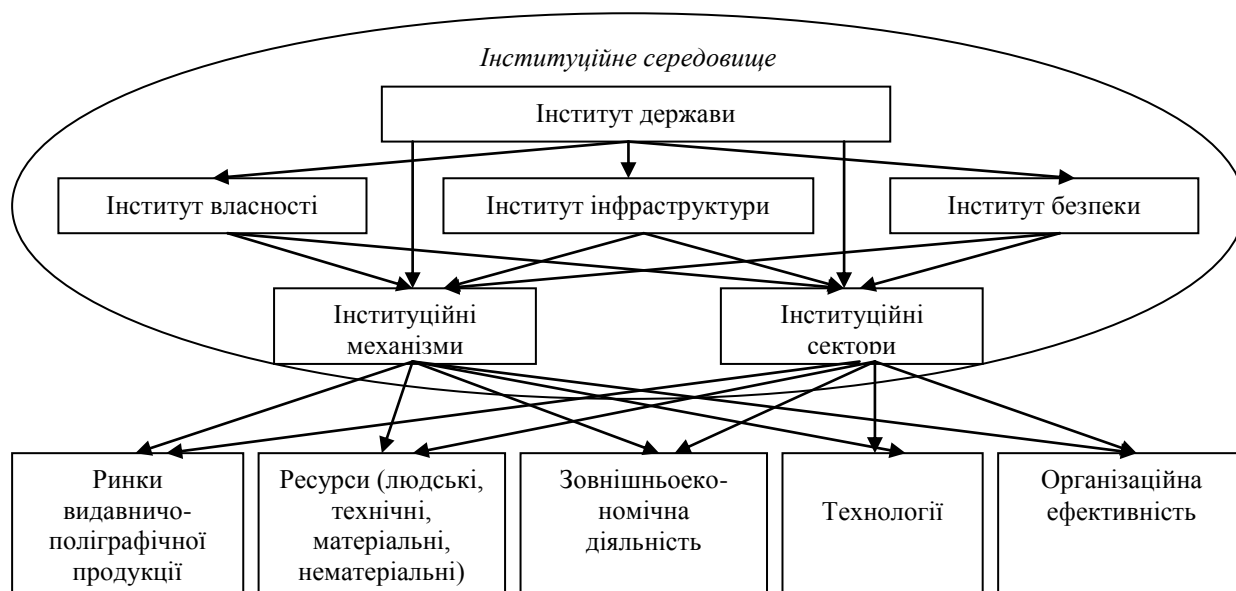 Інституційне середовище
Інститут держави
Інститут власності
Інститут інфраструктури
Інститут безпеки
Інституційні
механізми
Інституційні
сектори
Ринки
видавничо-
поліграфічної
продукції
Ресурси (людські,
технічні,
матеріальні,
нематеріальні)
Зовнішньоеко-
номічна
діяльність
Технології
Організаційна
ефективність